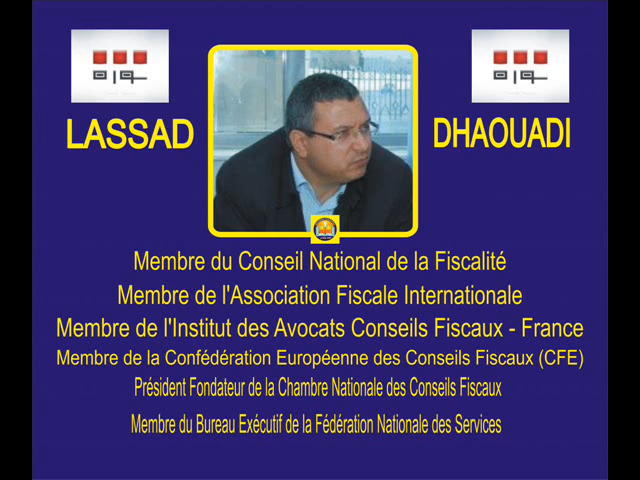 LASSAD DHAOUADI
Membre du Conseil National de la Fiscalité
Membre de l'Association Fiscale Internationale
Membre de l'Institut des Avocats Conseils Fiscaux - France
Membre de la Confédération Européenne des Conseils Fiscaux (CFE)
Président Fondateur de la Chambre Nationale des Conseils Fiscaux
Membre du Bureau Exécutif de la Fédération Nationale des Services